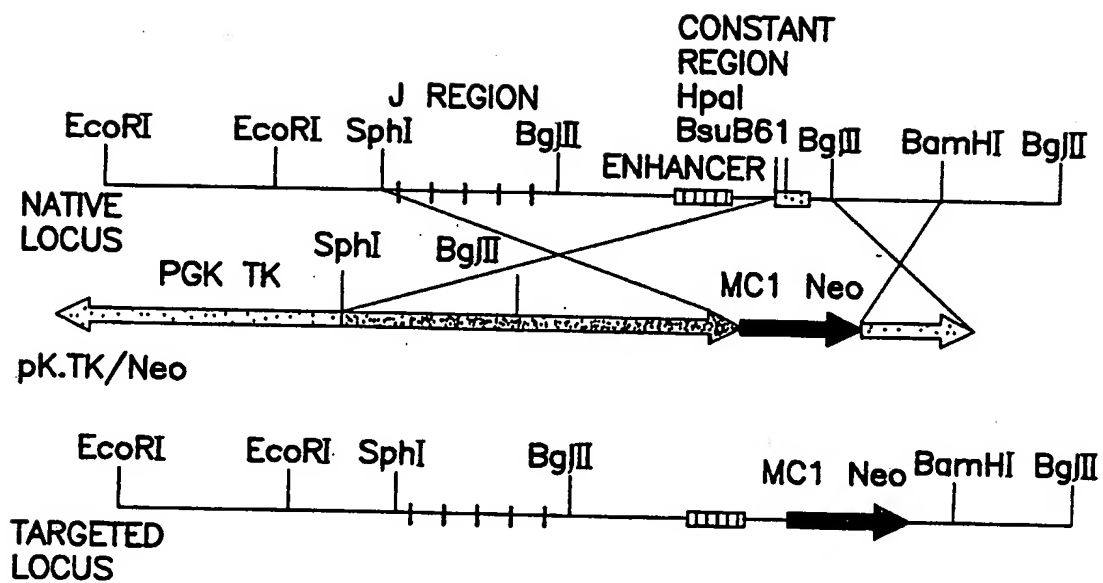 CONSTANT
REGION
HpaI
BsuB61
J REGION
EcoRI EcoRI SphI BglII ENHANCER BglII BamHI BglII
NATIVE
LOCUS
SphI BglII
PGK TK MC1 Neo
pK.TK/Neo
EcoRI EcoRI SphI BglII MC1 Neo BamHI BglII
TARGETED
LOCUS